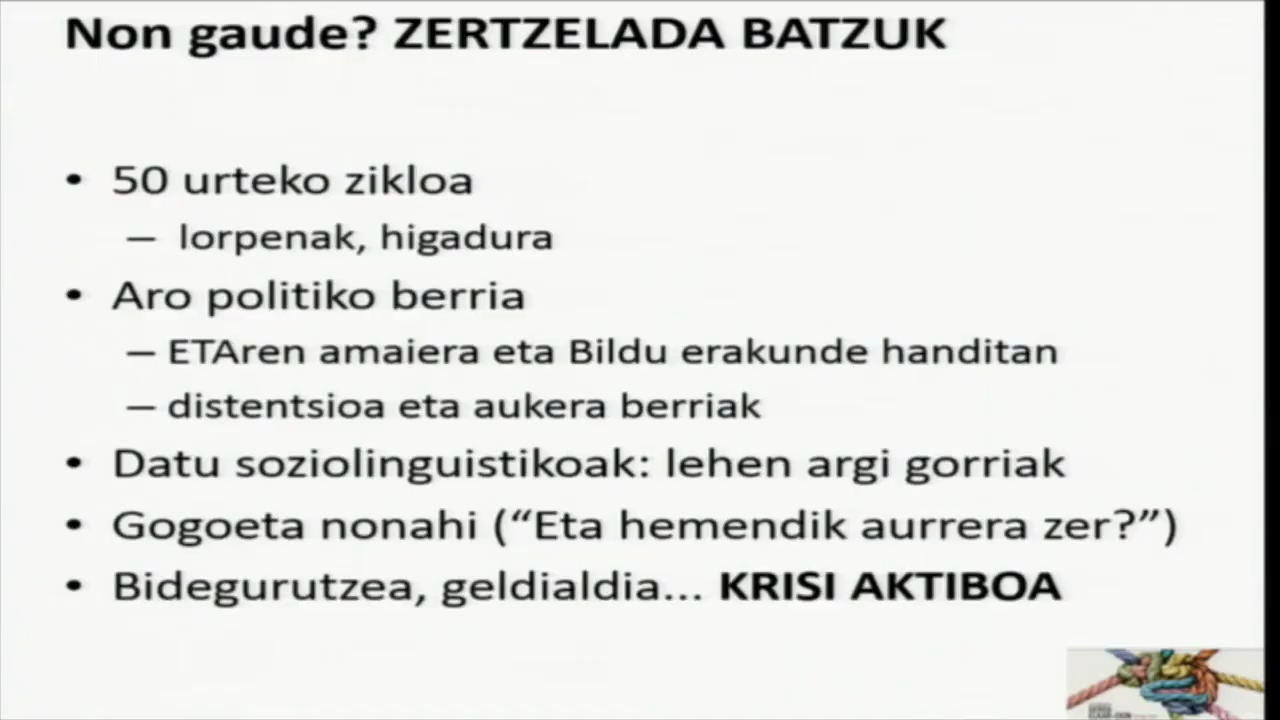 Non gaude? ZERTZELADA BATZUK
• 50 urteko zikloa
– lorpenak, higadura
• Aro politiko berria
– ETAren amaiera eta Bildu erakunde handitan
– distentsioa eta aukera berriak
• Datu soziolinguistikoak: lehen argi gorriak
• Gogoeta nonahi (“Eta hemendik aurrera zer?”)
• Bidegurutzea, geldialdia... KRISI AKTIBOA